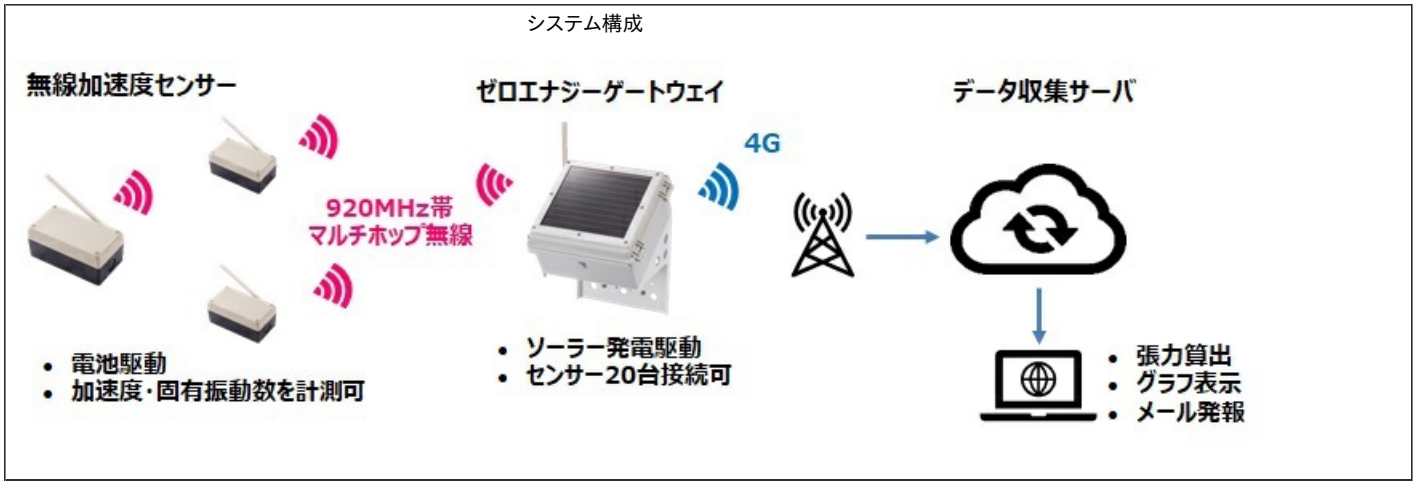 システム構成
無線加速度センサー
ゼロエナジーゲートウェイ
データ収集サーバ
4G
920MHz帯
マルチホップ無線
• 電池駆動
• 加速度・固有振動数を計測可
• ソーラー発電駆動
• センサー20台接続可
• 張力算出
• グラフ表示
• メール発報